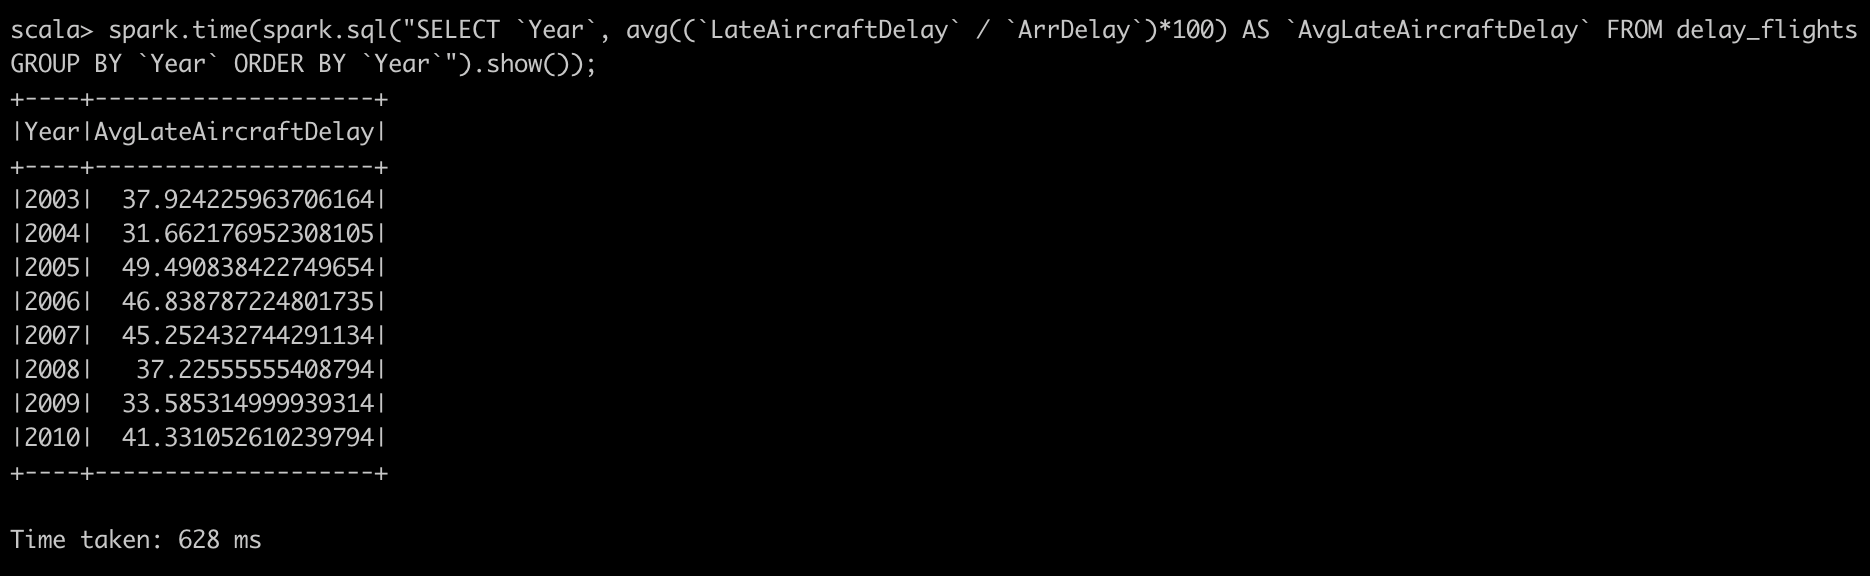 scala> spark.time(spark.sql("SELECT `Year`, avg((`LateAircraftDelay` / `ArrDelay`)*100) AS `AvgLateAircraftDelay` FROM delay_flights
GROUP BY `Year` ORDER BY `Year`").show());
+----+--------------------+
|Year|AvgLateAircraftDelay|
+----+--------------------+
|2003|  37.924225963706164|
|2004|  31.662176952308105|
|2005|  49.490838422749654|
|2006|  46.838787224801735|
|2007|  45.252432744291134|
|2008|   37.22555555408794|
|2009|  33.585314999939314|
|2010|  41.331052610239794|
+----+--------------------+
Time taken: 628 ms